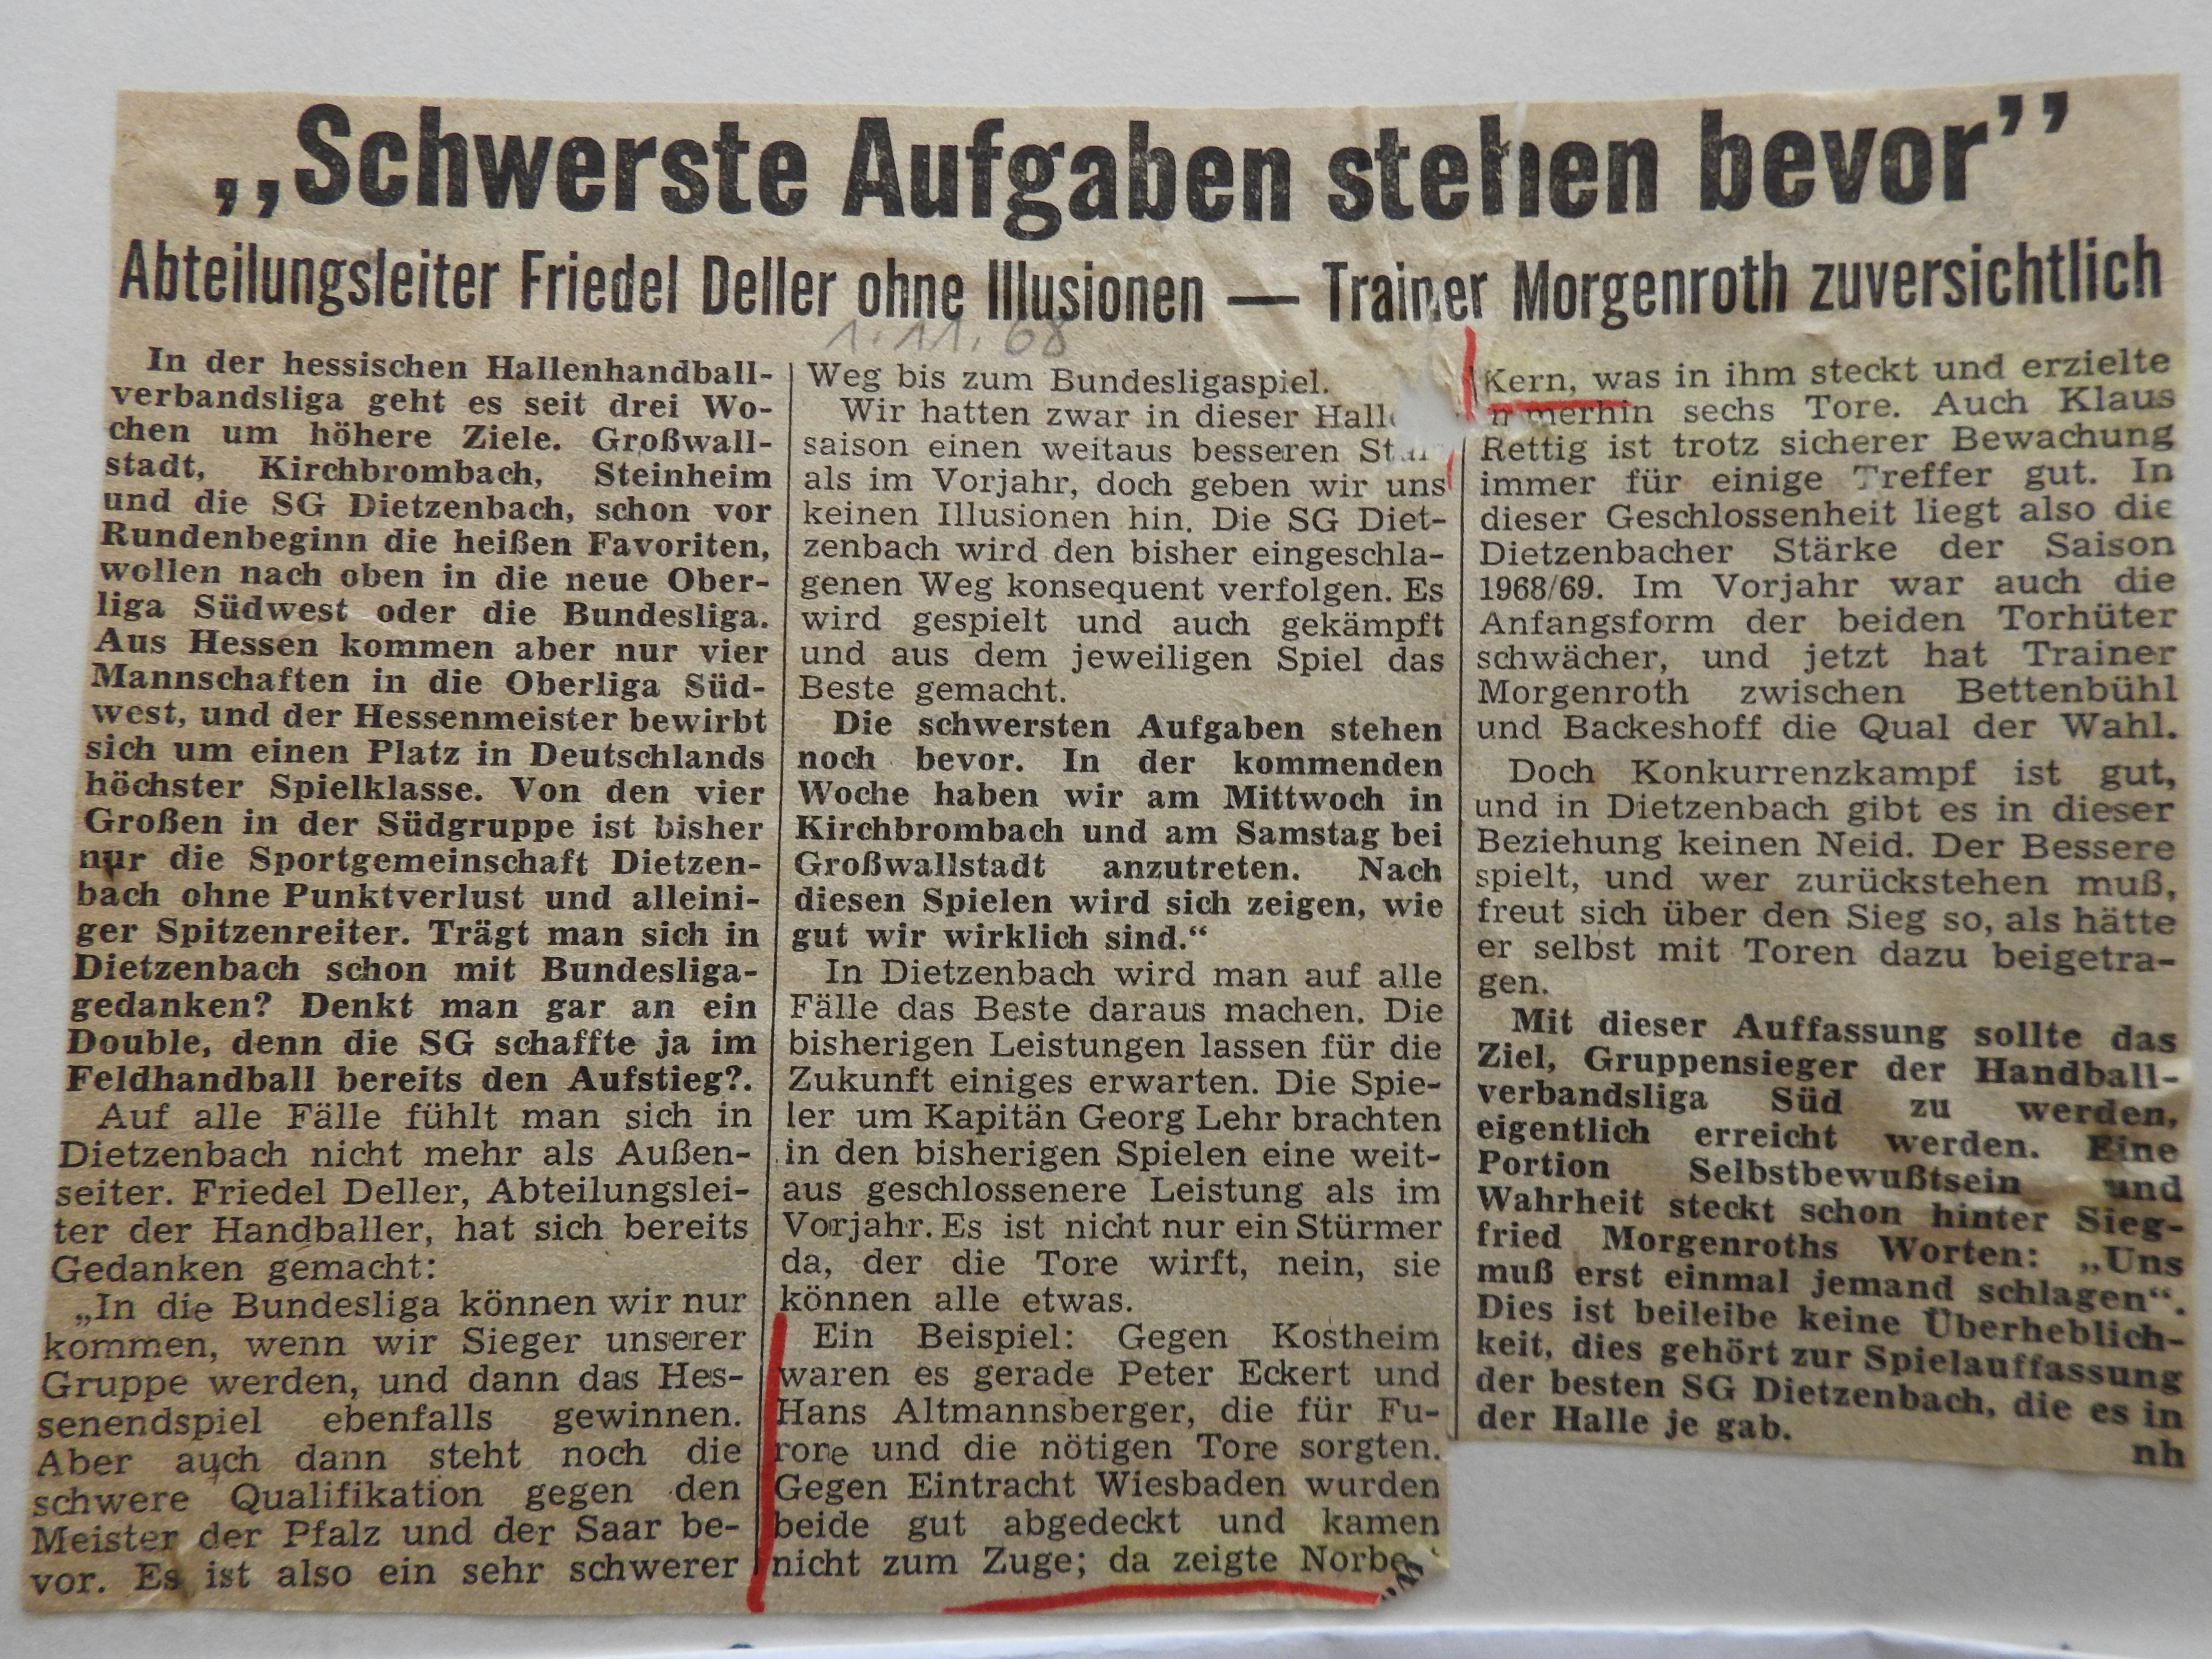 „Schwerste Aufgaben stehen bevor”
Abteilungsleiter Friedel Deller ohne Illusionen — Trainer Morgenroth zuversichtlich
1. 11. 68
In der hessischen Hallenhandball-
verbandsliga geht es seit drei Wo-
chen um höhere Ziele. Großwall-
stadt, Kirchbrombach, Steinheim
und die SG Dietzenbach, schon vor
Rundenbeginn die heißen Favoriten,
wollen nach oben in die neue Ober-
liga Südwest oder die Bundesliga.
Aus Hessen kommen aber nur vier
Mannschaften in die Oberliga Süd-
west, und der Hessenmeister bewirbt
sich um einen Platz in Deutschlands
höchster Spielklasse. Von den vier
Großen in der Südgruppe ist bisher
nur die Sportgemeinschaft Dietzen-
bach ohne Punktverlust und alleini-
ger Spitzenreiter. Trägt man sich in
Dietzenbach schon mit Bundesliga-
gedanken? Denkt man gar an ein
Double, denn die SG schaffte ja im
Feldhandball bereits den Aufstieg?.
Auf alle Fälle fühlt man sich in
Dietzenbach nicht mehr als Außen-
seiter. Friedel Deller, Abteilungslei-
ter der Handballer, hat sich bereits
Gedanken gemacht:
„In die Bundesliga können wir nur
kommen, wenn wir Sieger unserer
Gruppe werden, und dann das Hes-
senendspiel ebenfalls gewinnen.
Aber auch dann steht noch die
schwere Qualifikation gegen den
Meister der Pfalz und der Saar be-
vor. Es ist also ein sehr schwerer
Weg bis zum Bundesligaspiel.
Wir hatten zwar in dieser
saison einen weitaus besseren
als im Vorjahr, doch geben wir uns
keinen Illusionen hin. Die SG Diet-
zenbach wird den bisher eingeschla-
genen Weg konsequent verfolgen. Es
wird gespielt und auch gekämpft
und aus dem jeweiligen Spiel das
Beste gemacht.
Die schwersten Aufgaben stehen
noch bevor. In der kommenden
Woche haben wir am Mittwoch in
Kirchbrombach und am Samstag bei
Großwallstadt anzutreten. Nach
diesen Spielen wird sich zeigen, wie
gut wir wirklich sind.“
In Dietzenbach wird man auf alle
Fälle das Beste daraus machen. Die
bisherigen Leistungen lassen für die
Zukunft einiges erwarten. Die Spie-
ler um Kapitän Georg Lehr brachten
in den bisherigen Spielen eine weit-
aus geschlossenere Leistung als im
Vorjahr. Es ist nicht nur ein Stürmer
da, der die Tore wirft, nein, sie
können alle etwas.
Ein Beispiel: Gegen Kostheim
waren es gerade Peter Eckert und
Hans Altmannsberger, die für Fu-
rore und die nötigen Tore sorgten.
Gegen Eintracht Wiesbaden wurden
beide gut abgedeckt und kamen
nicht zum Zuge; da zeigte
Kern, was in ihm steckt und erzielte
immerhin sechs Tore. Auch Klaus
Rettig ist trotz sicherer Bewachung
immer für einige Treffer gut. In
dieser Geschlossenheit liegt also die
Dietzenbacher Stärke der Saison
1968/69. Im Vorjahr war auch die
Anfangsform der beiden Torhüter
schwächer, und jetzt hat Trainer
Morgenroth zwischen Bettenbühl
und Backeshoff die Qual der Wahl.
Doch Konkurrenzkampf ist gut,
und in Dietzenbach gibt es in dieser
Beziehung keinen Neid. Der Bessere
spielt, und wer zurückstehen muß,
freut sich über den Sieg so, als hätte
er selbst mit Toren dazu beigetra-
gen.
Mit dieser Auffassung sollte das
Ziel, Gruppensieger der Handball-
verbandsliga Süd zu werden,
eigentlich erreicht werden. Eine
Portion Selbstbewußtsein und
Wahrheit steckt schon hinter Sieg-
fried Morgenroths Worten: „Uns
muß erst einmal jemand schlagen“.
Dies ist beileibe keine Überheblich-
keit, dies gehört zur Spielauffassung
der besten SG Dietzenbach, die es in
der Halle je gab.
nh